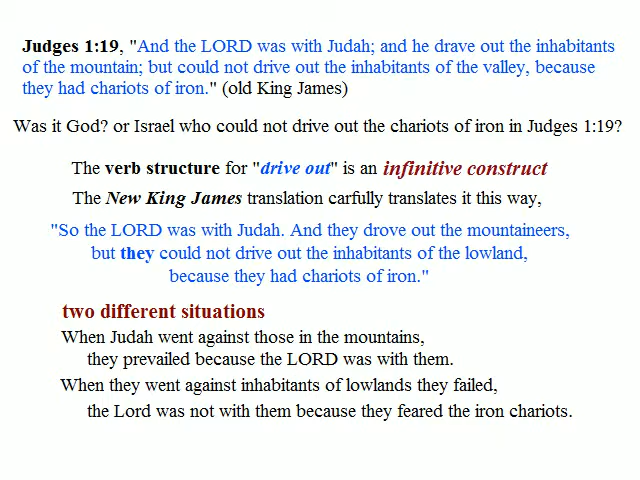 Judges 1:19, "And the LORD was with Judah; and he drave out the inhabitants
of the mountain; but could not drive out the inhabitants of the valley, because
they had chariots of iron." (old King James)
Was it God? or Israel who could not drive out the chariots of iron in Judges 1:19?
The verb structure for "drive out" is an infinitive construct
The New King James translation carfully translates it this way,
"So the LORD was with Judah. And they drove out the mountaineers,
but they could not drive out the inhabitants of the lowland,
because they had chariots of iron."
two different situations
When Judah went against those in the mountains,
they prevailed because the LORD was with them.
When they went against inhabitants of lowlands they failed,
the Lord was not with them because they feared the iron chariots.